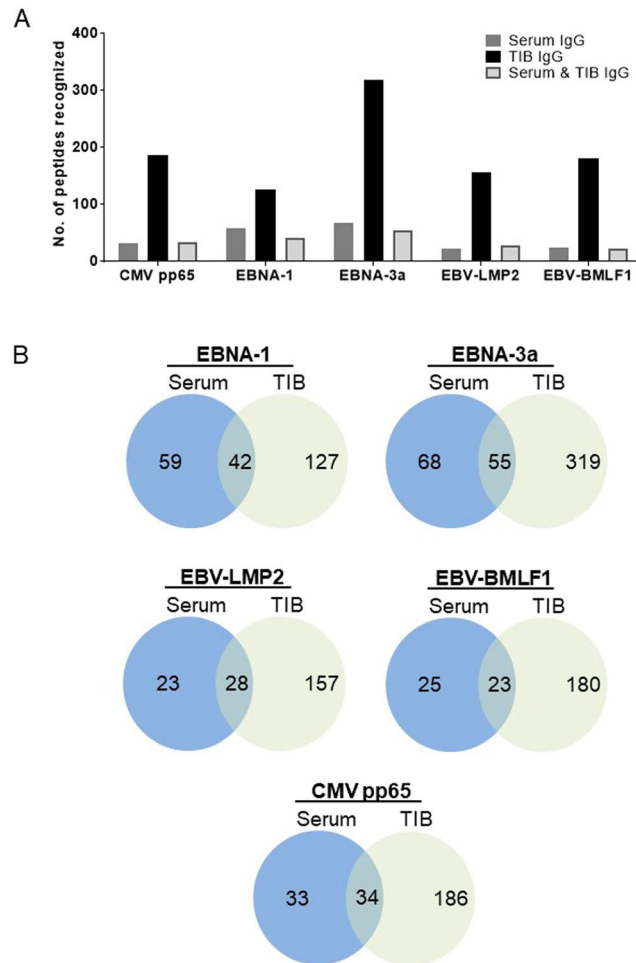 A
No. of peptides recognized
400
300
200
100
0
Serum IgG
TIB IgG
Serum & TIB IgG
CMV pp65 EBNA-1 EBNA-3a EBV-LMP2 EBV-BMLF1
B
EBNA-1
Serum TIB
59 42 127
EBNA-3a
Serum TIB
68 55 319
EBV-LMP2
Serum TIB
23 28 157
EBV-BMLF1
Serum TIB
25 23 180
CMV pp65
Serum TIB
33 34 186